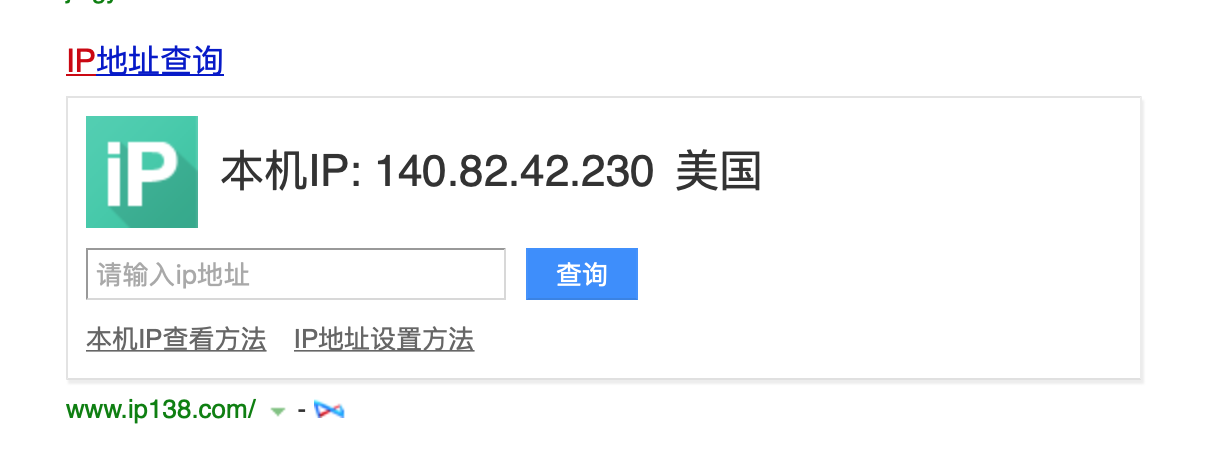 IP地址查询
iP
本机IP: 140.82.42.230 美国
请输入ip地址 查询
本机IP查看方法 IP地址设置方法
www.ip138.com/ -